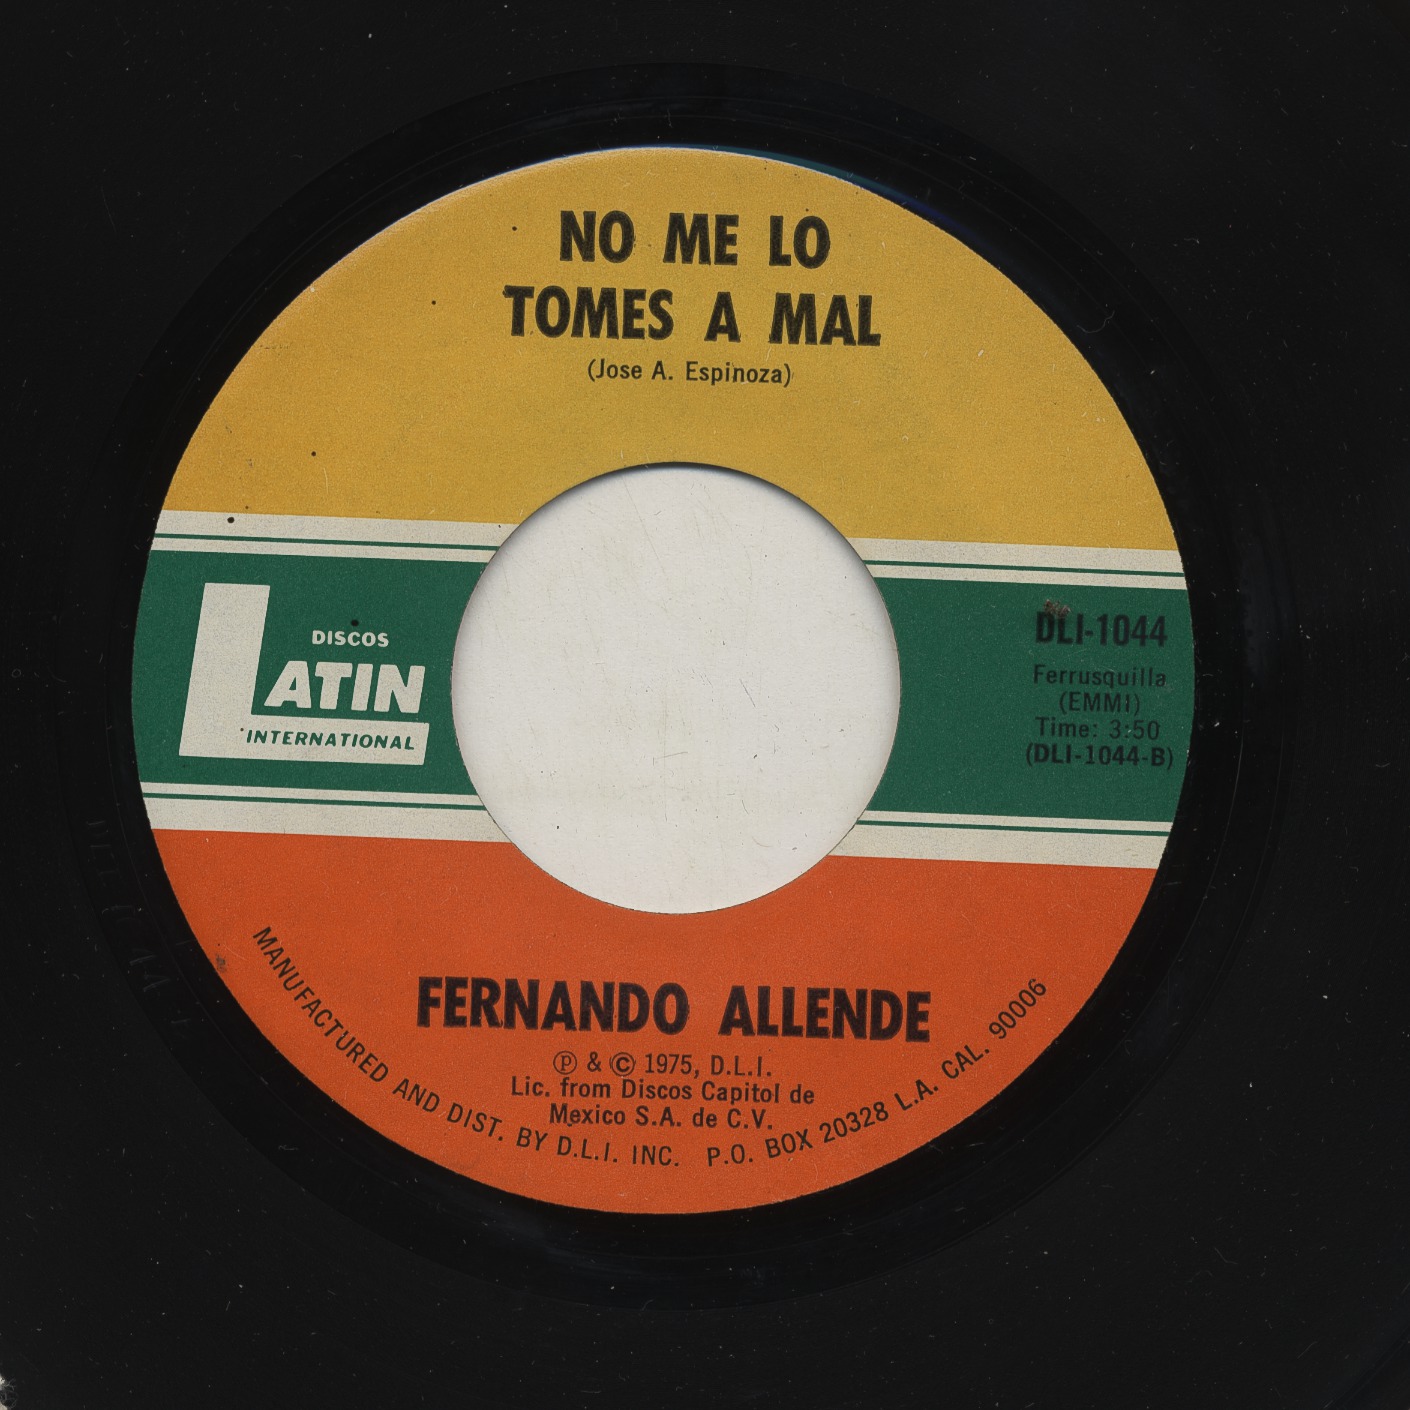 NO ME LO
TOMES A MAL
(Jose A. Espinoza)
DISCOS
LATIN
INTERNATIONAL
DLI-1044
Ferrusquilla
(EMMI)
Time: 3:50
(DLI-1044-B)
FERNANDO ALLENDE
Ⓟ & © 1975, D.L.I.
Lic. from Discos Capitol de
Mexico S.A. de C.V.
MANUFACTURED AND DIST. BY D.L.I. INC. P.O. BOX 20328 L.A. CAL. 90006